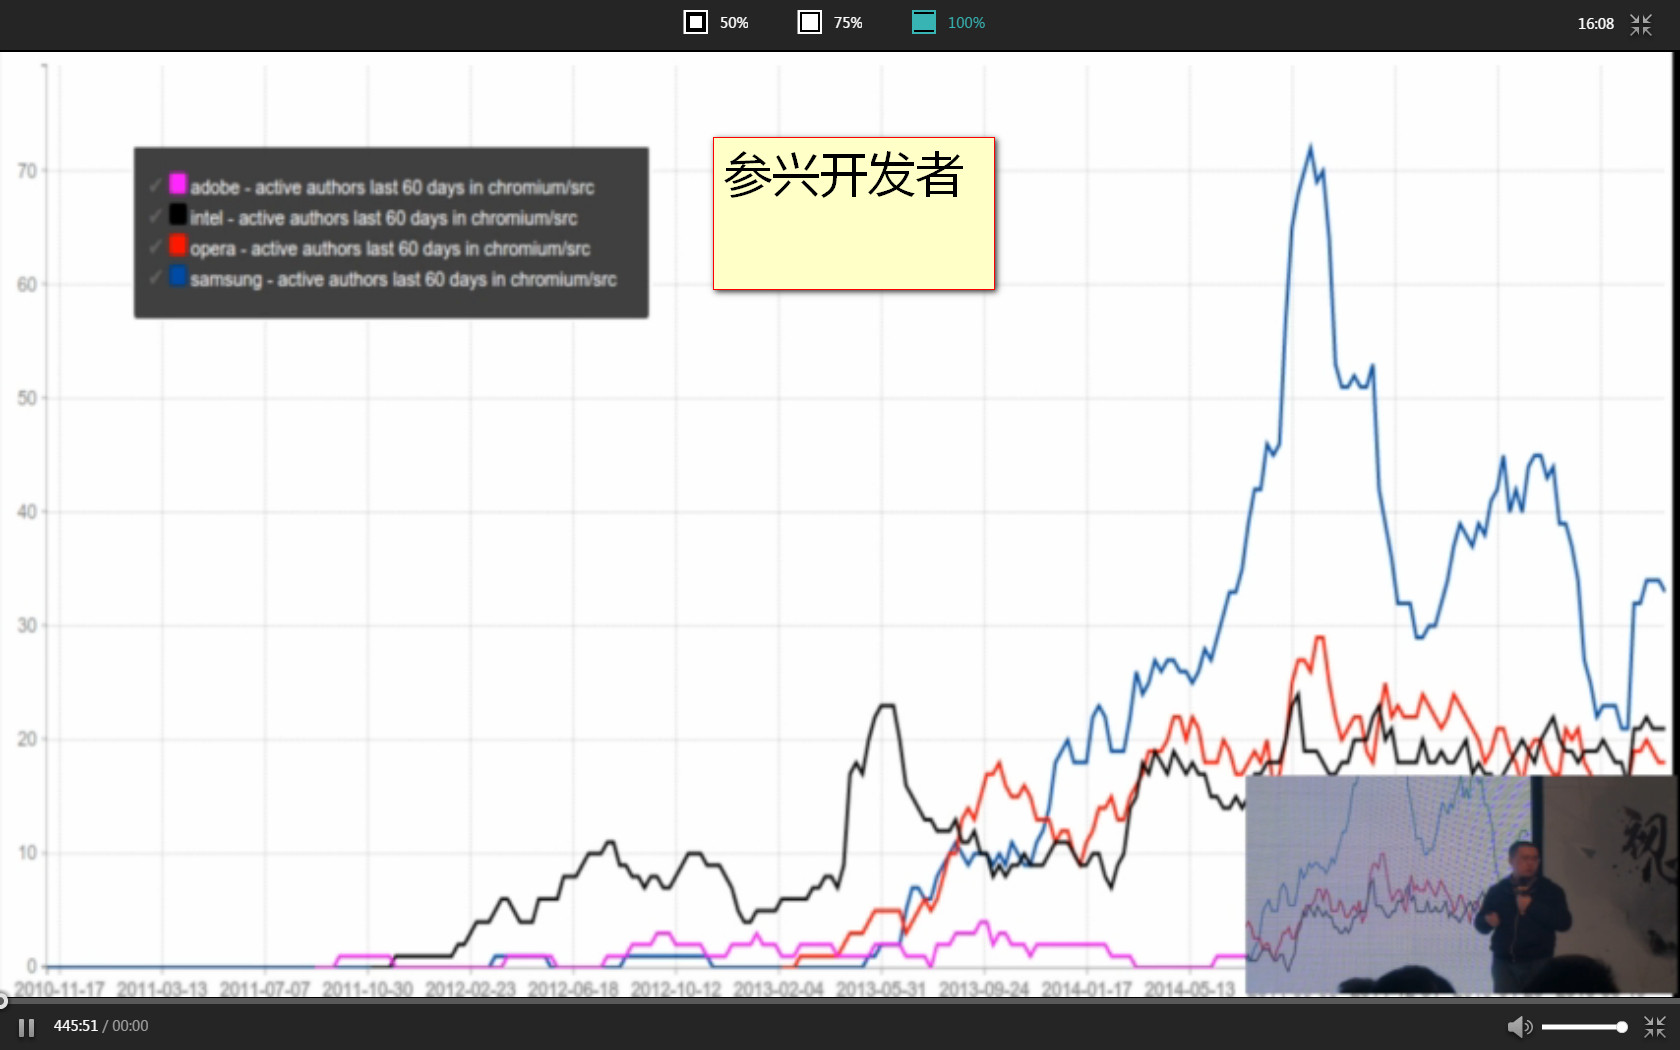 50%
75%
100%
16:08
70
60
50
40
30
20
10
0
adobe - active authors last 60 days in chromium/src
intel - active authors last 60 days in chromium/src
opera - active authors last 60 days in chromium/src
samsung - active authors last 60 days in chromium/src
参兴开发者
视
2010-11-17 2011-03-13 2011-07-07 2011-10-30 2012-02-23 2012-06-18 2012-10-12 2013-02-04 2013-05-31 2013-09-24 2014-01-17 2014-05-13
445:51 / 00:00